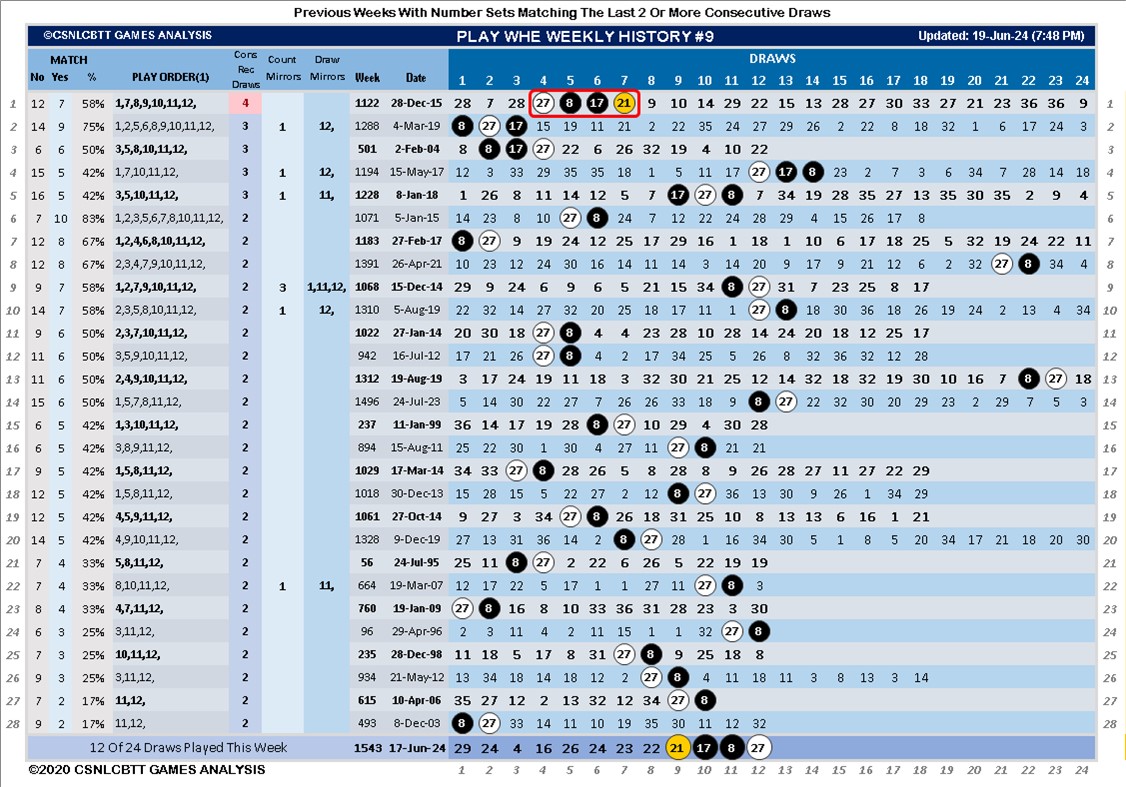 Previous Weeks With Number Sets Matching The Last 2 Or More Consecutive Draws
©CSNLCBTT GAMES ANALYSIS PLAY WHE WEEKLY HISTORY #9 Updated: 19-Jun-24 (7:48 PM)
MATCH Cons Rec Draws Count Mirrors Draw Mirrors DRAWS
No Yes % PLAY ORDER(1) Week Date 1 2 3 4 5 6 7 8 9 10 11 12 13 14 15 16 17 18 19 20 21 22 23 24
1 12 7 58% 1,7,8,9,10,11,12, 4 1122 28-Dec-15 28 7 28 27 8 17 21 9 10 14 29 22 15 13 28 27 30 33 27 21 23 36 36 9 1
2 14 9 75% 1,2,5,6,8,9,10,11,12, 3 1 12, 1288 4-Mar-19 8 27 17 15 19 11 21 2 22 35 24 27 29 26 2 22 8 18 32 1 6 17 24 3 2
3 6 6 50% 3,5,8,10,11,12, 3 501 2-Feb-04 8 8 17 27 22 6 26 32 19 4 10 22 3
4 15 5 42% 1,7,10,11,12, 3 1 12, 1194 15-May-17 12 3 33 29 35 35 18 1 5 11 17 27 17 8 23 2 7 3 6 34 7 28 14 18 4
5 16 5 42% 3,5,10,11,12, 3 1 11, 1228 8-Jan-18 1 26 8 11 14 12 5 7 17 27 8 7 34 19 28 35 27 13 35 30 35 2 9 4 5
6 7 10 83% 1,2,3,5,6,7,8,10,11,12, 2 1071 5-Jan-15 14 23 8 10 27 8 24 7 12 22 24 28 29 4 15 26 17 8 6
7 12 8 67% 1,2,4,6,8,10,11,12, 2 1183 27-Feb-17 8 27 9 19 24 12 25 17 29 16 1 18 1 10 6 17 18 25 5 32 19 24 22 11 7
8 12 8 67% 2,3,4,7,9,10,11,12, 2 1391 26-Apr-21 10 23 12 24 30 16 14 11 14 3 14 20 9 17 9 21 12 6 2 32 27 8 34 4 8
9 9 7 58% 1,2,7,9,10,11,12, 2 3 1,11,12, 1068 15-Dec-14 29 9 24 6 9 6 5 21 15 34 8 27 31 7 23 25 8 17 9
10 14 7 58% 2,3,5,8,10,11,12, 2 1 12, 1310 5-Aug-19 22 32 14 27 32 20 25 18 17 11 1 27 8 18 30 36 18 26 19 24 2 13 4 34 10
11 9 6 50% 2,3,7,10,11,12, 2 1022 27-Jan-14 20 30 18 27 8 4 4 23 28 10 28 14 24 20 18 12 25 17 11
12 11 6 50% 3,5,9,10,11,12, 2 942 16-Jul-12 17 21 26 27 8 4 2 17 34 25 5 26 8 32 36 12 28 12
13 11 6 50% 2,4,9,10,11,12, 2 1312 19-Aug-19 3 17 24 19 11 18 3 32 30 21 25 12 14 32 18 32 19 30 10 16 7 8 27 18 13
14 15 6 50% 1,5,7,8,11,12, 2 1496 24-Jul-23 5 14 30 22 27 7 26 26 33 18 9 8 27 22 32 30 20 29 23 2 29 7 5 3 14
15 6 5 42% 1,3,10,11,12, 2 237 11-Jan-99 36 14 17 19 28 8 27 10 29 4 30 28 15
16 6 5 42% 3,8,9,11,12, 2 894 15-Aug-11 25 22 30 1 30 4 27 11 27 8 21 21 16
17 9 5 42% 1,5,8,11,12, 2 1029 17-Mar-14 34 33 27 8 28 26 5 8 28 8 9 26 28 27 11 27 22 29 17
18 12 5 42% 1,5,8,11,12, 2 1018 30-Dec-13 15 28 15 5 22 27 2 12 8 27 36 13 30 9 26 1 34 29 18
19 12 5 42% 4,5,9,11,12, 2 1061 27-Oct-14 9 27 3 34 27 8 26 18 31 25 10 8 13 13 6 16 1 21 19
20 14 5 42% 4,9,10,11,12, 2 1328 9-Dec-19 27 13 31 36 14 2 8 27 28 1 16 34 30 5 1 8 5 20 34 17 21 18 20 30 20
21 7 4 33% 5,8,11,12, 2 56 24-Jul-95 25 11 8 27 2 22 6 26 5 22 19 19 21
22 7 4 33% 8,10,11,12, 2 1 11, 664 19-Mar-07 12 17 22 5 17 1 1 27 11 27 8 3 22
23 8 4 33% 4,7,11,12, 2 760 19-Jan-09 27 8 16 8 10 33 36 31 28 23 3 30 23
24 6 3 25% 3,11,12, 2 96 29-Apr-96 2 3 11 4 2 11 15 1 1 32 27 8 24
25 7 3 25% 10,11,12, 2 235 28-Dec-98 11 18 5 17 8 31 27 8 9 25 18 8 25
26 9 3 25% 3,11,12, 2 934 21-May-12 13 34 18 14 18 12 2 27 8 4 11 18 11 3 8 13 3 14 26
27 7 2 17% 11,12, 2 615 10-Apr-06 35 27 12 2 13 32 12 34 27 8 27
28 9 2 17% 11,12, 2 493 8-Dec-03 8 27 33 14 11 10 19 35 30 11 12 32 28
12 Of 24 Draws Played This Week 1543 17-Jun-24 29 24 4 16 26 24 23 22 21 17 8 27
©2020 CSNLCBTT GAMES ANALYSIS 1 2 3 4 5 6 7 8 9 10 11 12 13 14 15 16 17 18 19 20 21 22 23 24